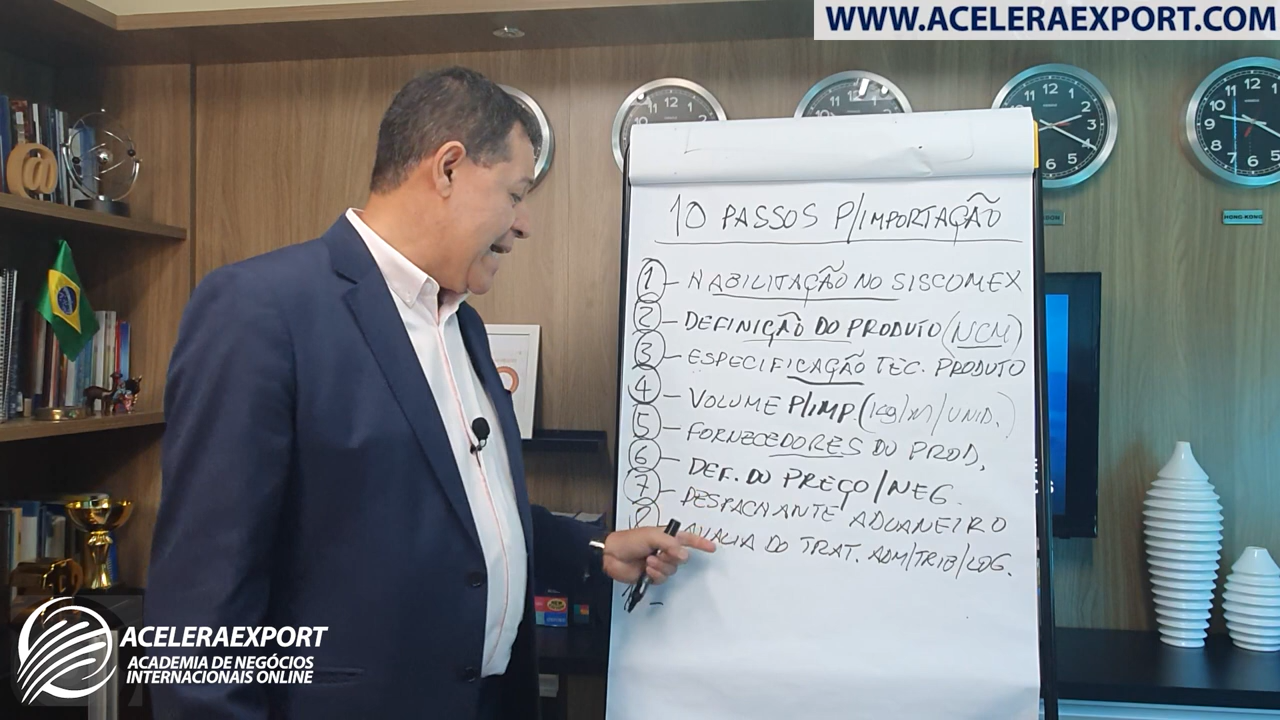 WWW.ACELERAEXPORT.COM
10 PASSOS P/IMPORTAÇÃO
1 - HABILITAÇÃO NO SISCOMEX
2 - DEFINIÇÃO DO PRODUTO (NCM)
3 - ESPECIFICAÇÃO TEC. PRODUTO
4 - VOLUME P/IMP. (Kg/M/UNID.)
5 - FORNECEDORES DO PROD.
6 - DEF. DO PREÇO/NEG.
7 - DESPACHANTE ADUANEIRO
AVALIA DO TRAT. ADM/TRIB/LOG.
HONG-KONG
ACELERAEXPORT
ACADEMIA DE NEGÓCIOS
INTERNACIONAIS ONLINE